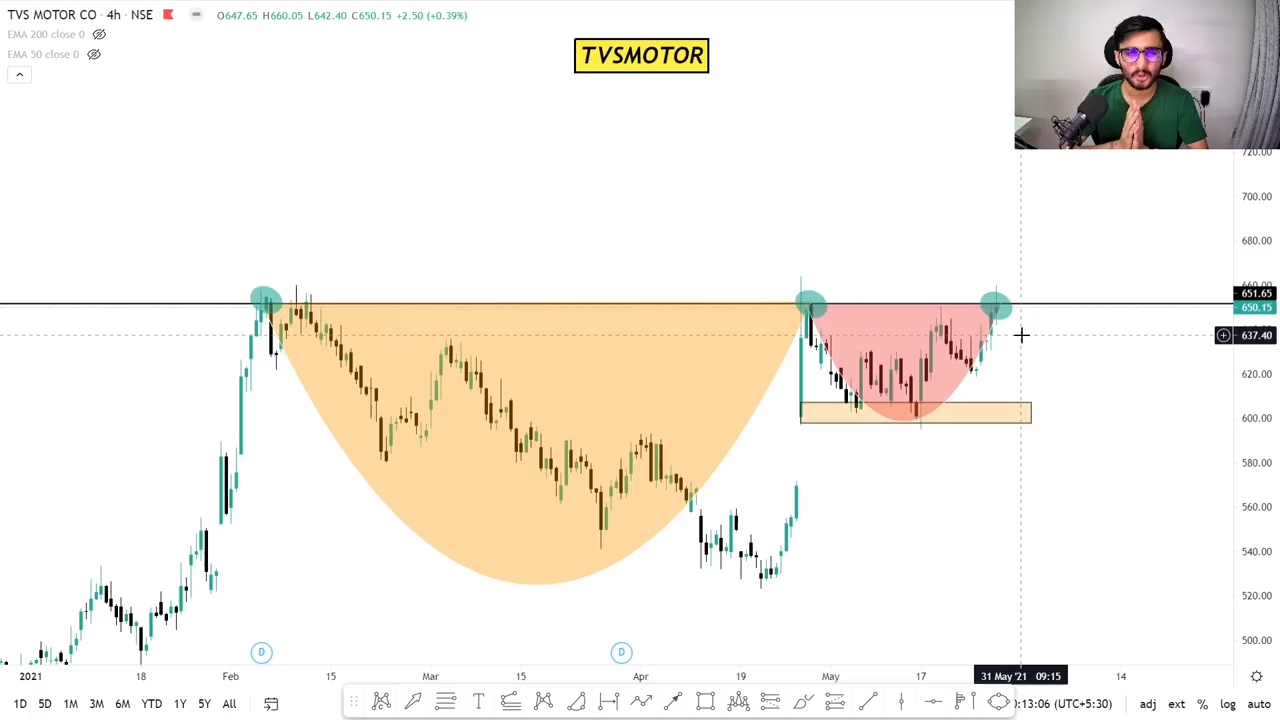 TVS MOTOR CO · 4h · NSE O647.65 H660.05 L642.40 C650.15 +2.50 (+0.39%)
EMA 200 close 0
EMA 50 close 0
TVSMOTOR
720.00
700.00
680.00
660.00
651.65
650.15
637.40
620.00
600.00
580.00
560.00
540.00
520.00
500.00
D D
2021 18 Feb 15 Mar 15 Apr 19 May 17 31 May '21 09:15 14
1D 5D 1M 3M 6M YTD 1Y 5Y All T :13:06 (UTC+5:30) adj ext % log auto